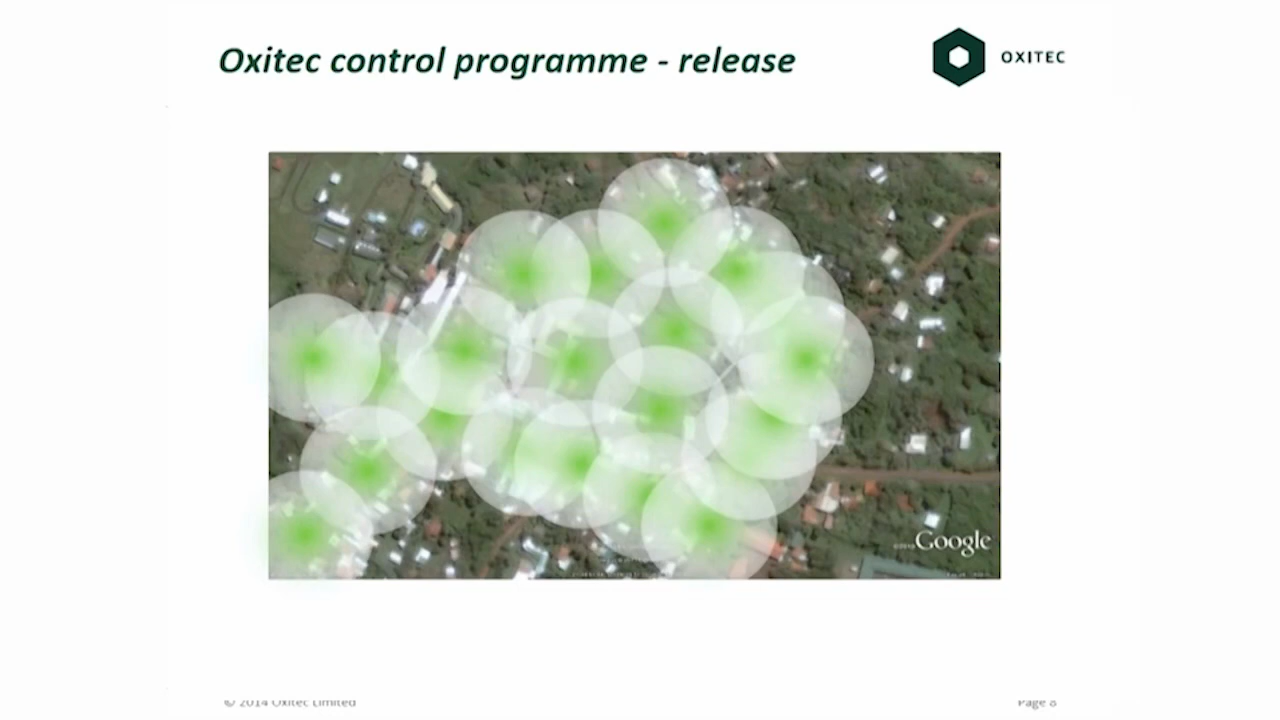 Oxitec control programme - release
OXITEC
Google
© 2014 Oxitec Limited
Page 8